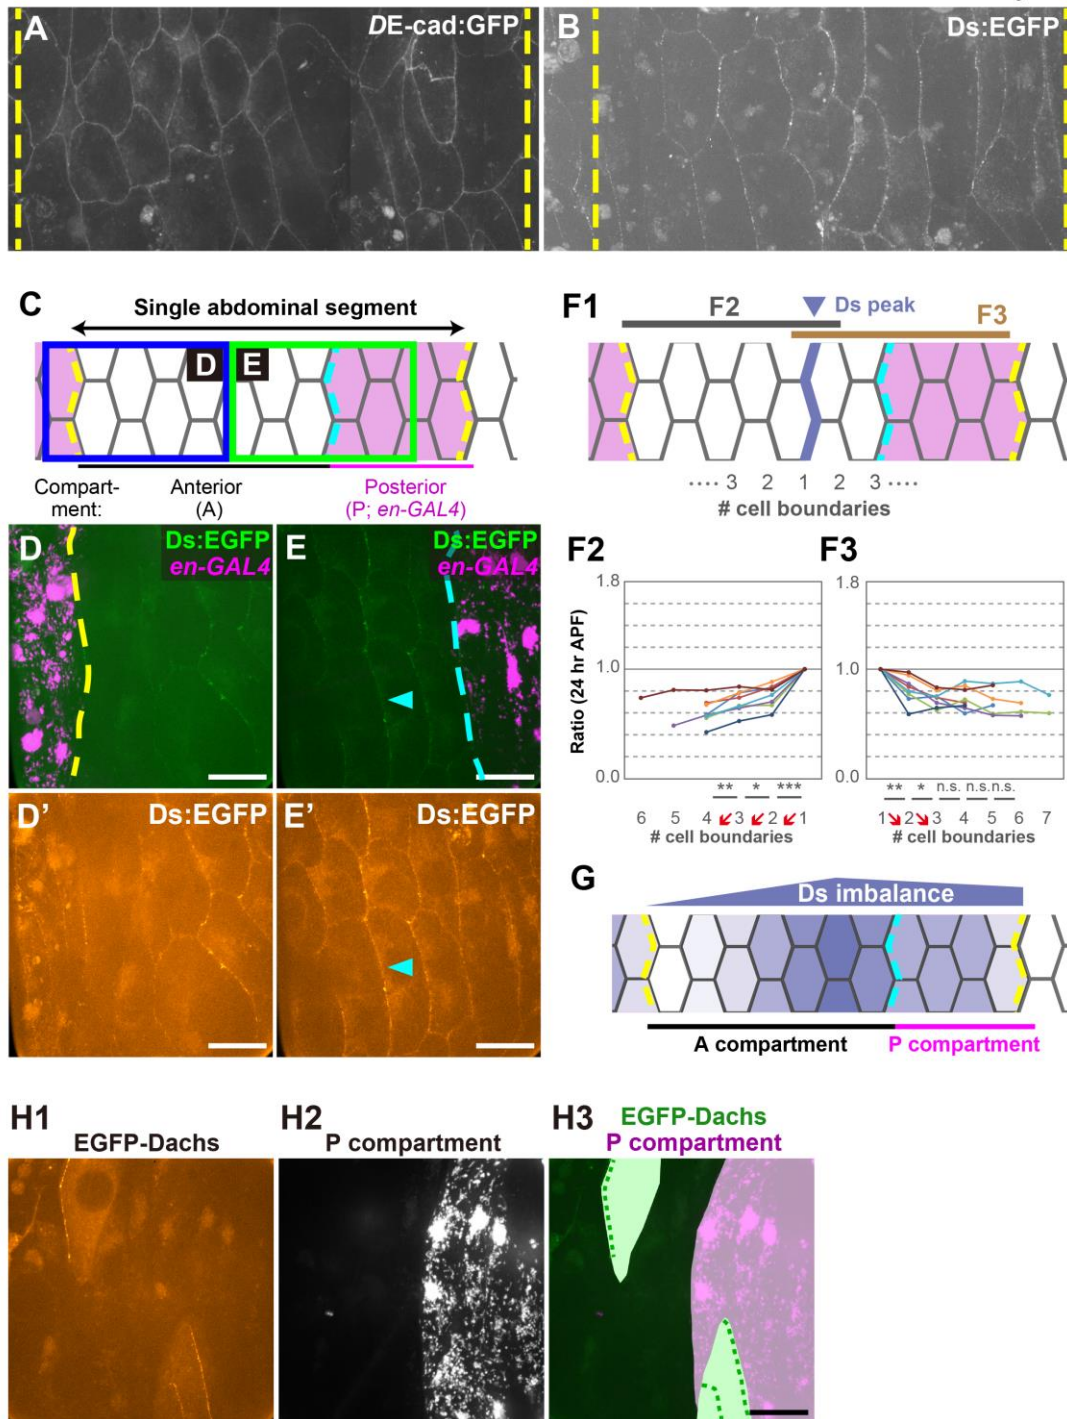 A
DE-cad:GFP
B
Ds:EGFP
C
Single abdominal segment
D
E
Compart-
ment:
Anterior
(A)
Posterior
(P; en-GAL4)
F1
F2
Ds peak
F3
···· 3 2 1 2 3 ····
# cell boundaries
D
Ds:EGFP
en-GAL4
E
Ds:EGFP
en-GAL4
D’
Ds:EGFP
E’
Ds:EGFP
F2
Ratio (24 hr APF)
1.8
1.0
0.0
** * ***
6 5 4 3 2 1
# cell boundaries
F3
1.8
1.0
0.0
** * n.s. n.s. n.s.
1 2 3 4 5 6 7
# cell boundaries
G
Ds imbalance
A compartment
P compartment
H1
EGFP-Dachs
H2
P compartment
H3
EGFP-Dachs
P compartment